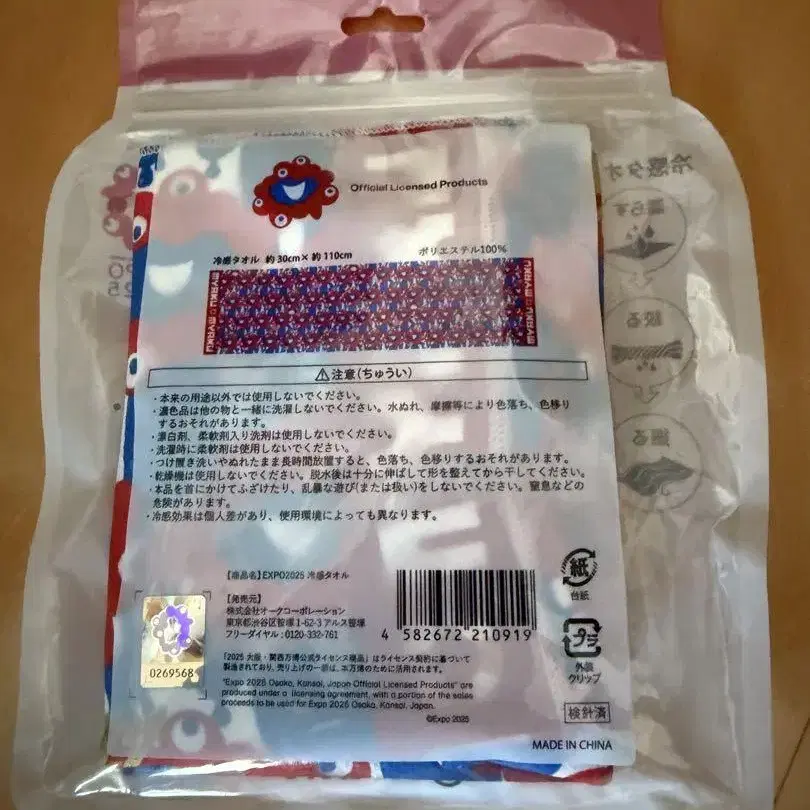 Official Licensed Products
冷感タオル 約30cm×約110cm
ポリエステル100%
MYAKU
MYAKU
⚠注意(ちゅうい)
・本来の用途以外では使用しないでください。
・濃色品は他の物と一緒に洗濯しないでください。水ぬれ、摩擦等により色落ち、色移り
するおそれがあります。
・漂白剤、柔軟剤入り洗剤は使用しないでください。
・洗濯時に柔軟剤は使用しないでください。
・つけ置き洗いやぬれたまま長時間放置すると、色落ち、色移りするおそれがあります。
・乾燥機は使用しないでください。脱水後は十分に伸ばして形を整えてから干してください。
・本品を首にかけてふざけたり、乱暴な遊び(または扱い)をしないでください。窒息などの
危険があります。
・冷感効果は個人差があり、使用環境によっても異なります。
【商品名】EXPO2025 冷感タオル
【発売元】
株式会社オークコーポレーション
東京都渋谷区笹塚1-62-3 アルス笹塚
フリーダイヤル:0120-332-761
4 582672 210919
0269568
「2025 大阪・関西万博公式ライセンス商品」はライセンス契約に基づいて
製造されており、売り上げの一部は、本万博のために活用されます。
"Expo 2025 Osaka, Kansai, Japan Official Licensed Products" are
produced under a licensing agreement, with a portion of the sales
proceeds to be used for Expo 2025 Osaka, Kansai, Japan.
©Expo 2025
紙
台紙
プラ
外装
クリップ
検針済
MADE IN CHINA
冷感タオ
濡らす
絞る
振る